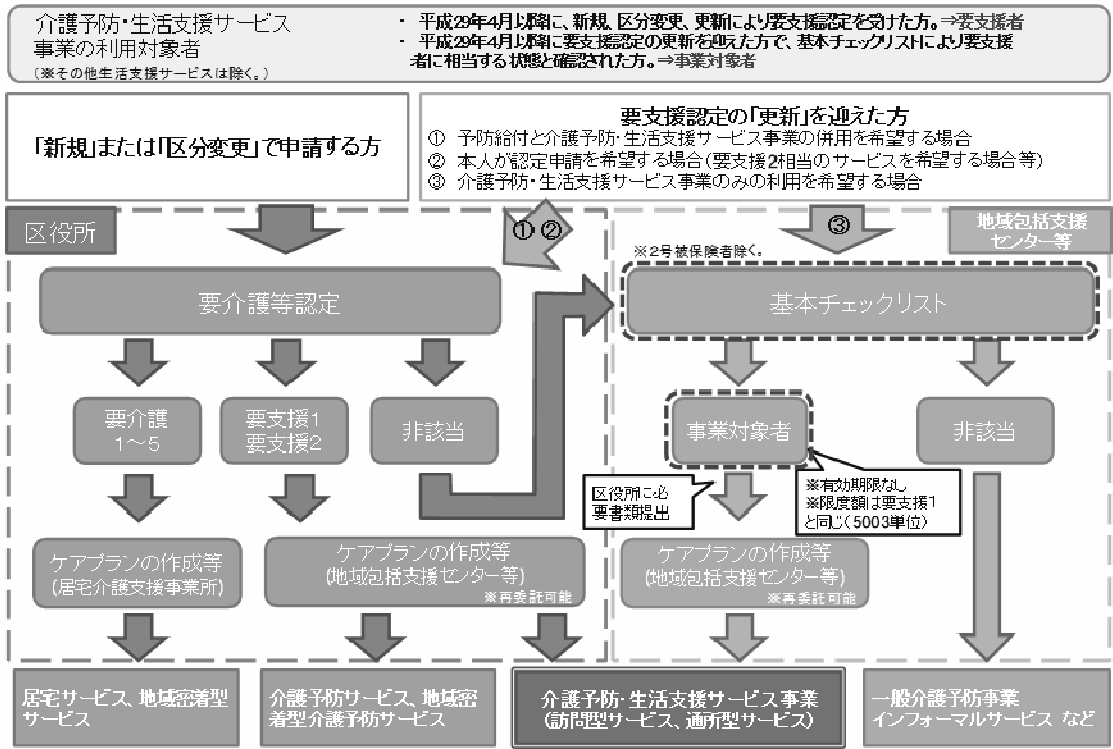 介護予防・生活支援サービス
事業の利用対象者
(※その他生活支援サービスは除く。)
・ 平成29年4月以降に、新規、区分変更、更新により要支援認定を受けた方。⇒要支援者
・ 平成29年4月以降に要支援認定の更新を迎えた方で、基本チェックリストにより要支援
者に相当する状態と確認された方。⇒事業対象者
「新規」または「区分変更」で申請する方
要支援認定の「更新」を迎えた方
① 予防給付と介護予防・生活支援サービス事業の併用を希望する場合
② 本人が認定申請を希望する場合(要支援2相当のサービスを希望する場合等)
③ 介護予防・生活支援サービス事業のみの利用を希望する場合
区役所
① ②
③
地域包括支援
センター等
※2号被保険者除く。
要介護等認定
基本チェックリスト
要介護
1～5
要支援1
要支援2
非該当
事業対象者
非該当
区役所に必
要書類提出
※有効期限なし
※限度額は要支援1
と同じ(5003単位)
ケアプランの作成等
(居宅介護支援事業所)
ケアプランの作成等
(地域包括支援センター等)
※再委託可能
ケアプランの作成等
(地域包括支援センター等)
※再委託可能
居宅サービス、地域密着型
サービス
介護予防サービス、地域密
着型介護予防サービス
介護予防・生活支援サービス事業
(訪問型サービス、通所型サービス)
一般介護予防事業
インフォーマルサービス など